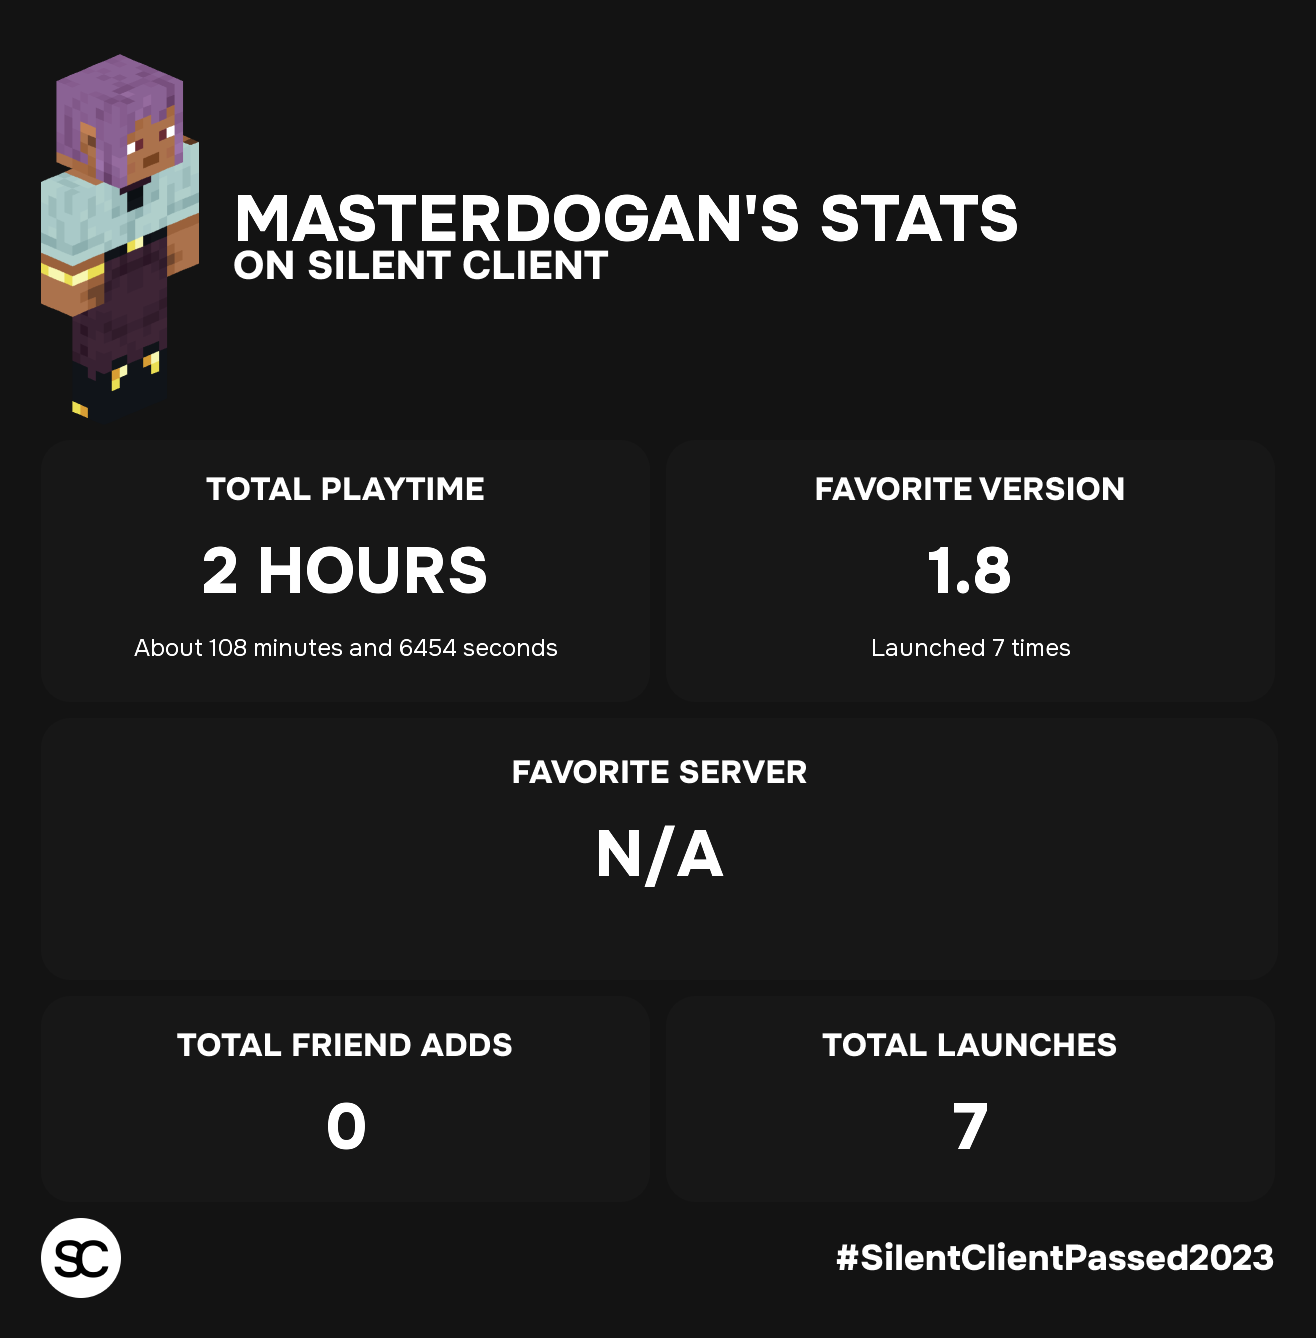 MASTERDOGAN'S STATS
ON SILENT CLIENT
TOTAL PLAYTIME
2 HOURS
About 108 minutes and 6454 seconds
FAVORITE VERSION
1.8
Launched 7 times
FAVORITE SERVER
N/A
TOTAL FRIEND ADDS
0
TOTAL LAUNCHES
7
SC
#SilentClientPassed2023